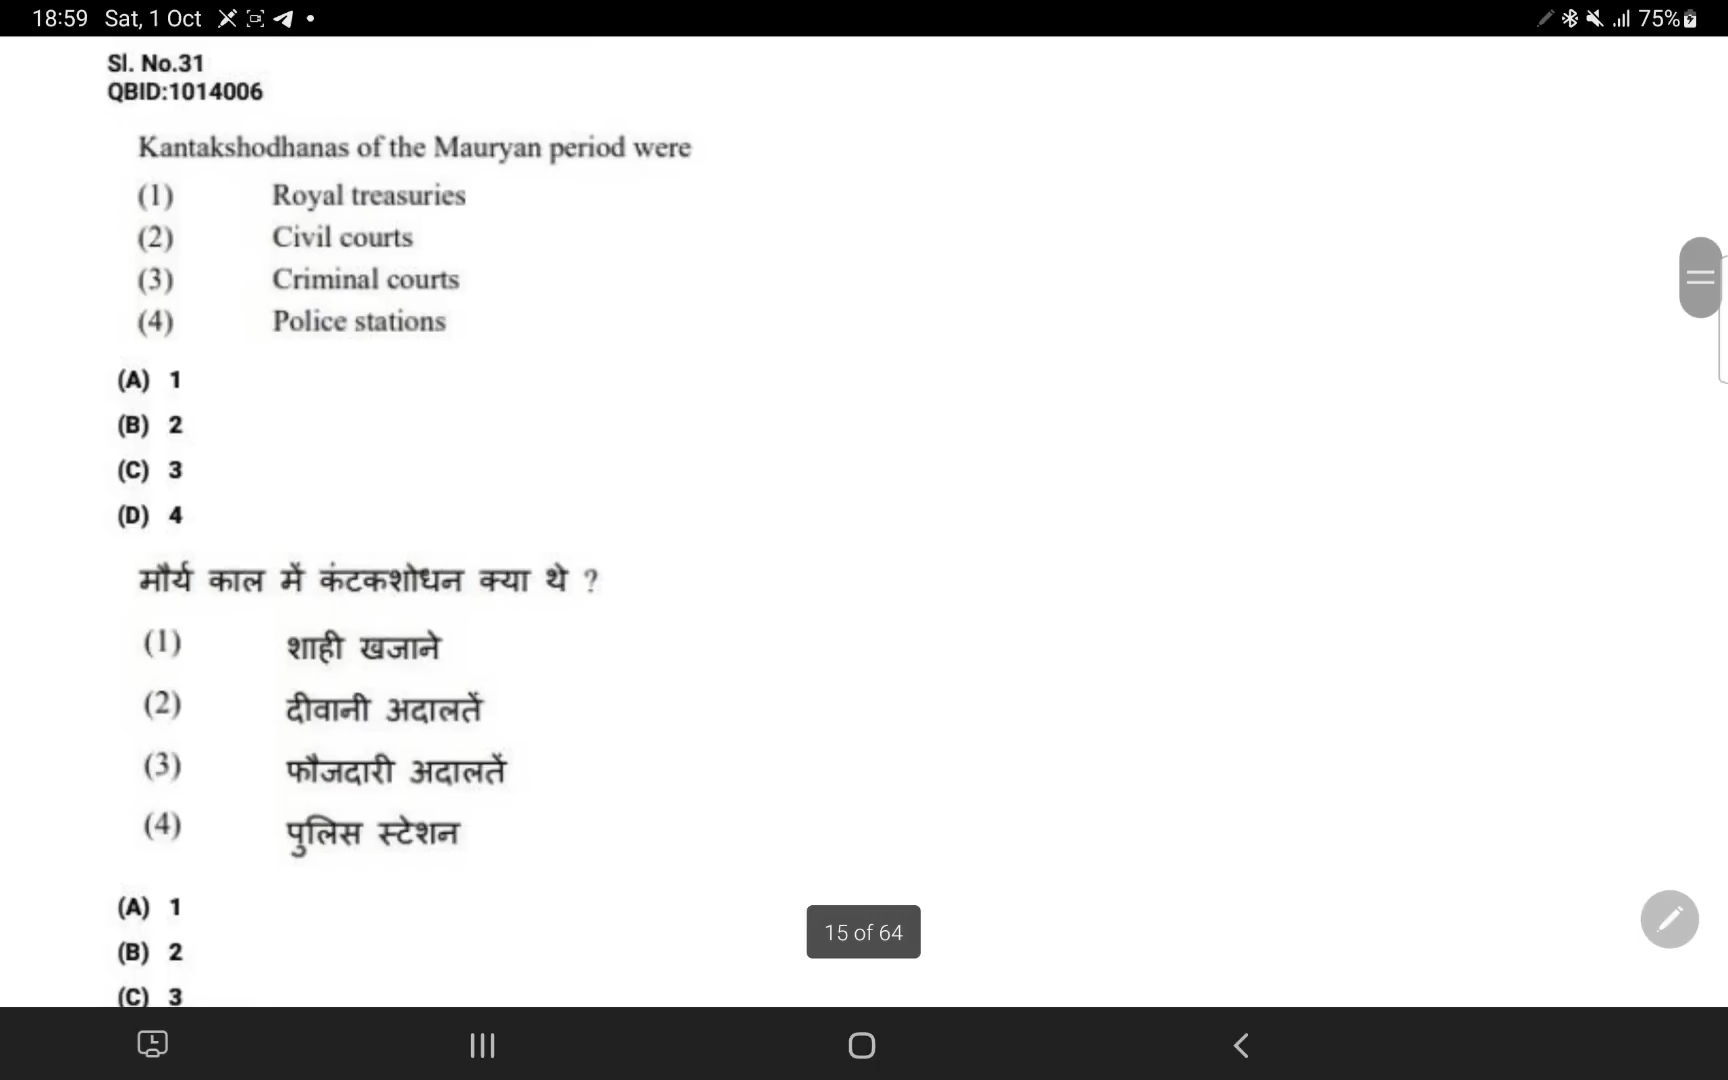 18:59 Sat, 1 Oct 75%
Sl. No.31
QBID:1014006
Kantakshodhanas of the Mauryan period were
(1) Royal treasuries
(2) Civil courts
(3) Criminal courts
(4) Police stations
(A) 1
(B) 2
(C) 3
(D) 4
मौर्य काल में कंटकशोधन क्या थे ?
(1) शाही खजाने
(2) दीवानी अदालतें
(3) फौजदारी अदालतें
(4) पुलिस स्टेशन
(A) 1
(B) 2
(C) 3
15 of 64